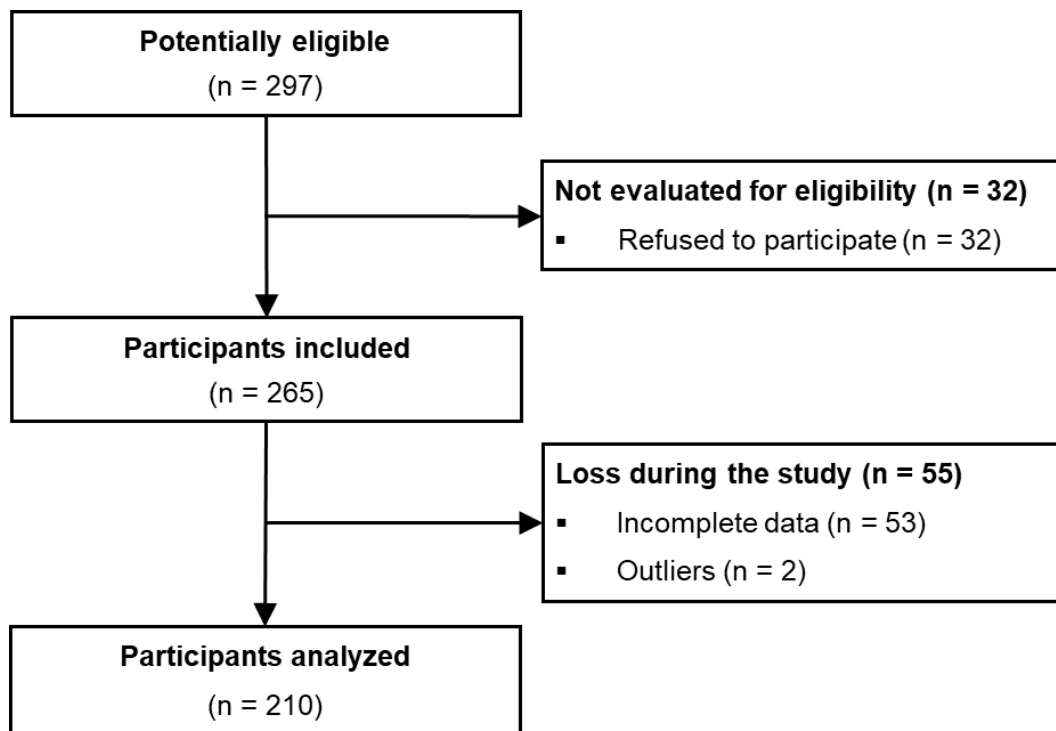 Potentially eligible
(n = 297)
Not evaluated for eligibility (n = 32)
▪ Refused to participate (n = 32)
Participants included
(n = 265)
Loss during the study (n = 55)
▪ Incomplete data (n = 53)
▪ Outliers (n = 2)
Participants analyzed
(n = 210)